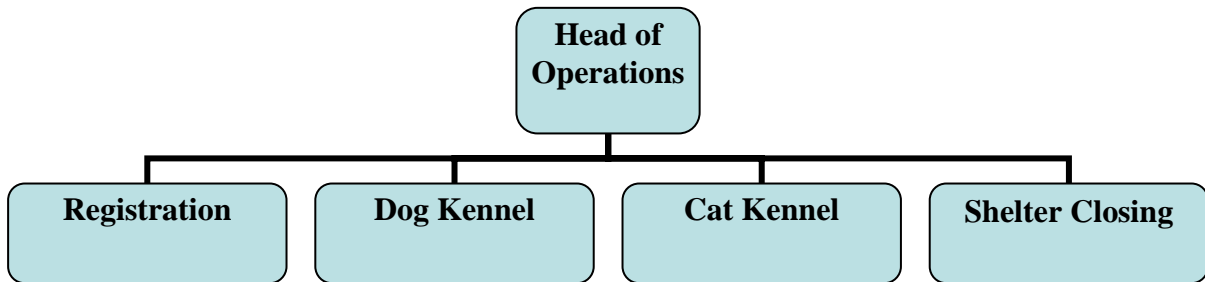 Head of
Operations
Registration
Dog Kennel
Cat Kennel
Shelter Closing